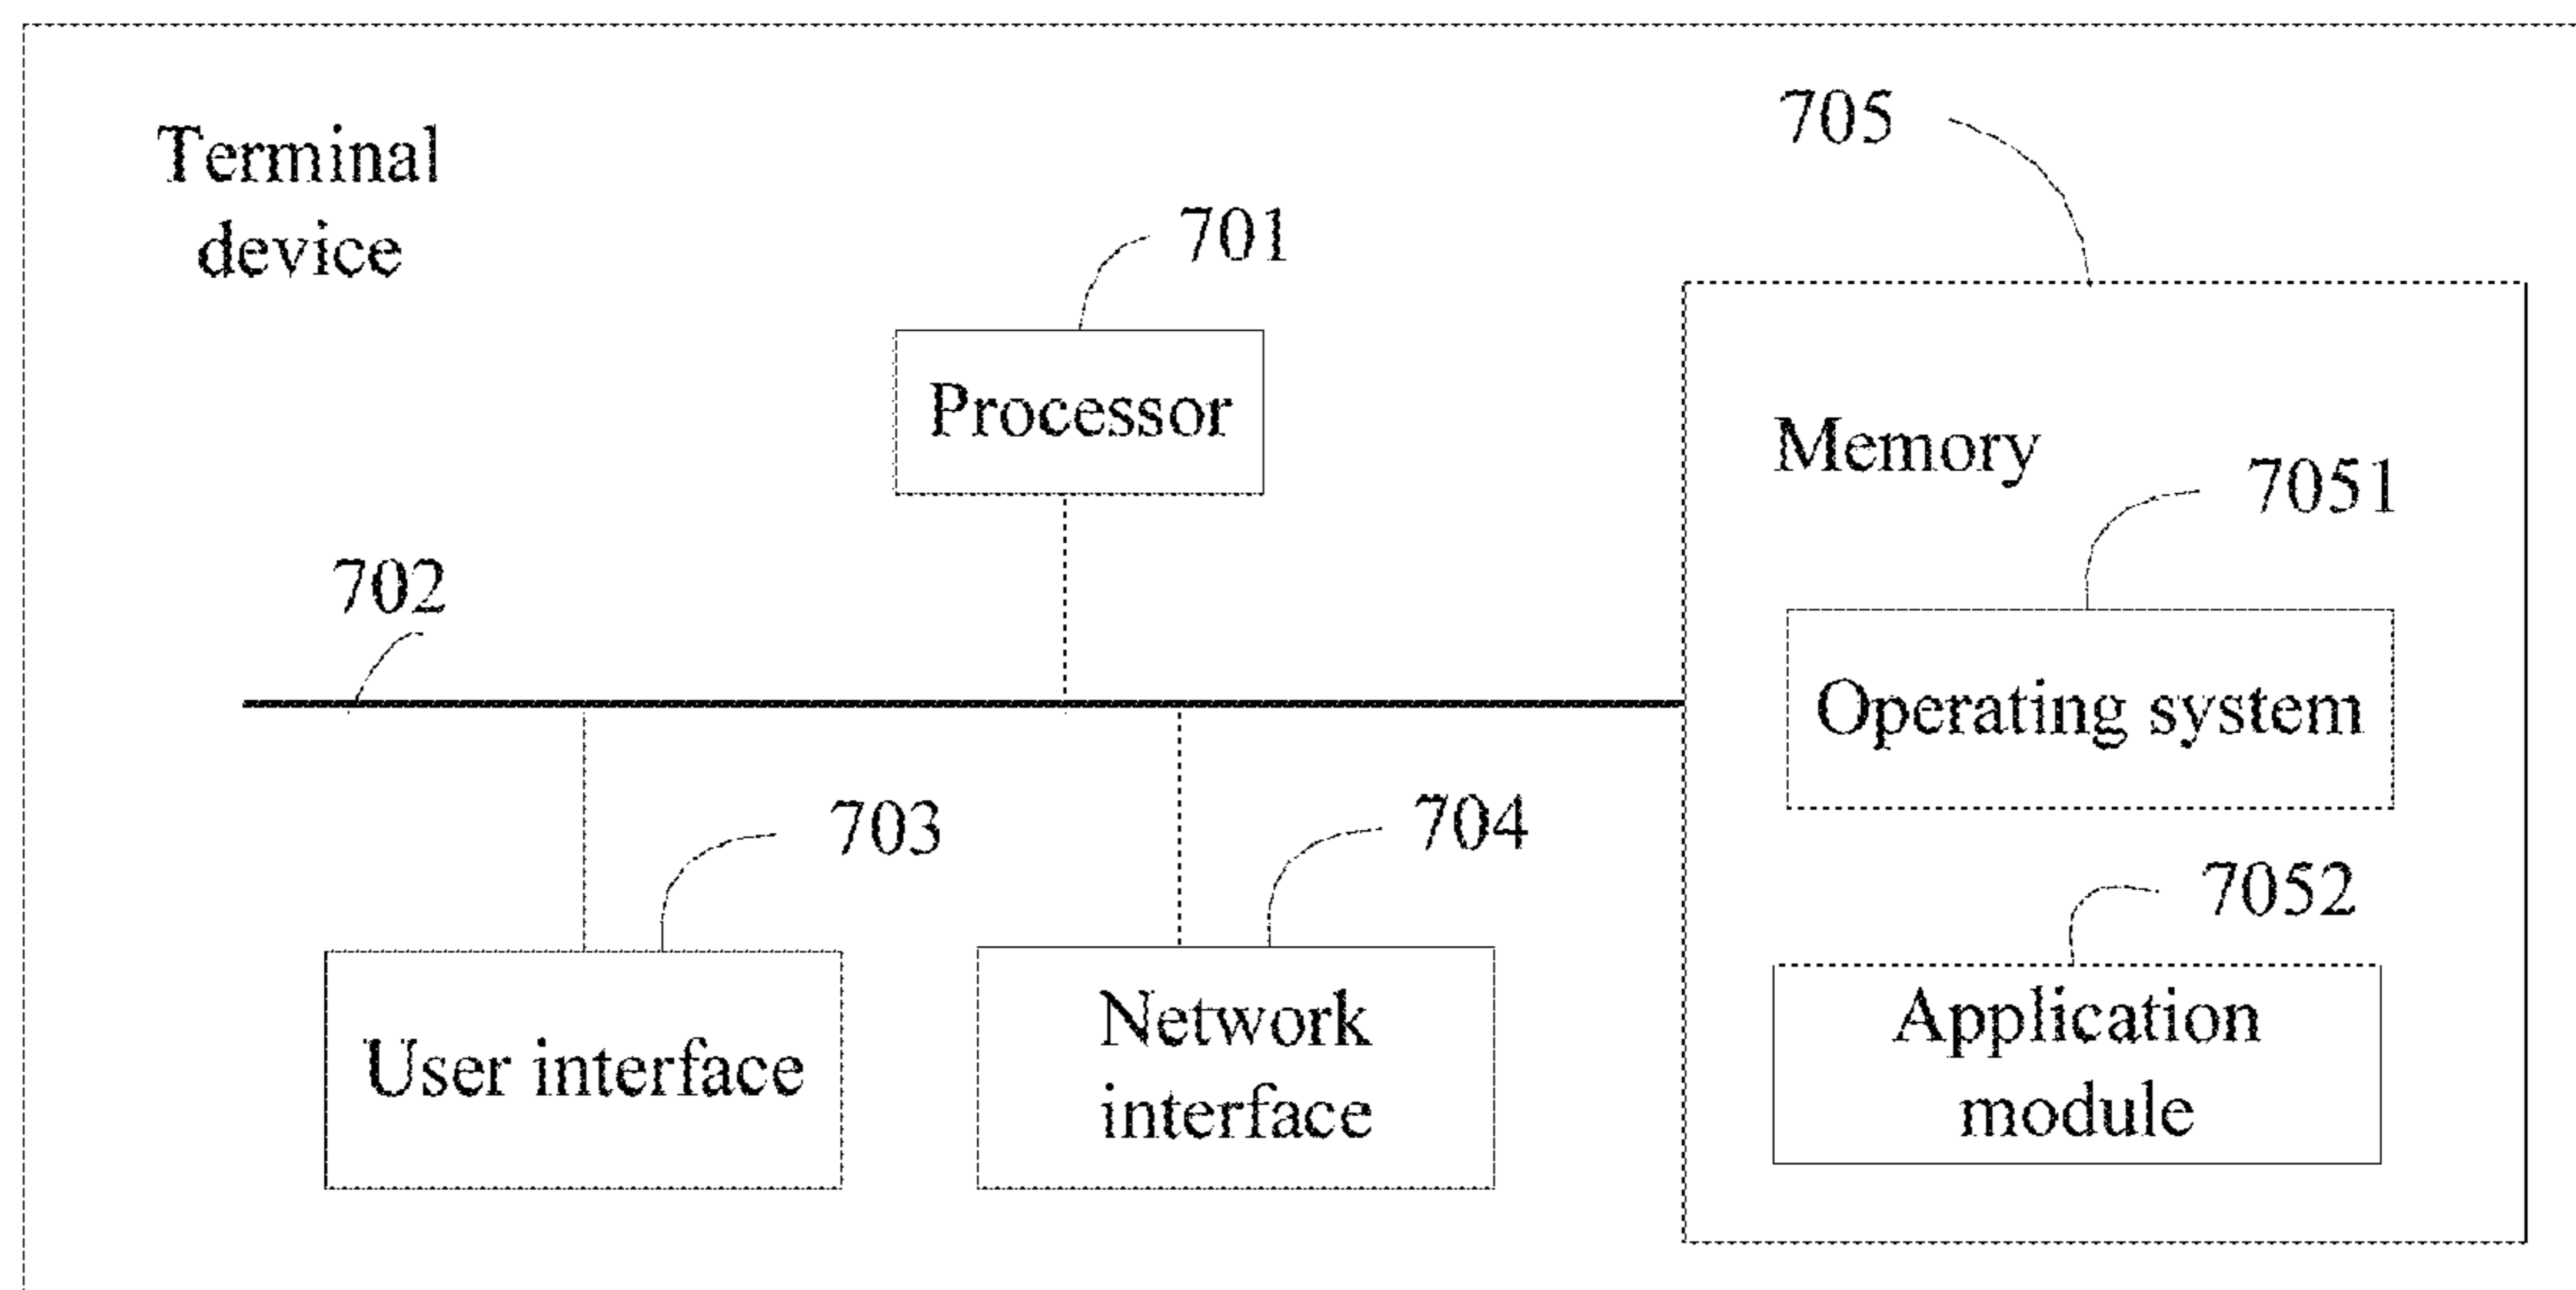 Terminal
device
705
701
Processor
Memory
7051
702
Operating system
703
704
7052
User interface
Network
interface
Application
module